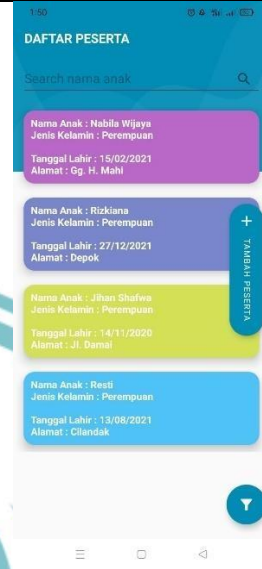 1:50
DAFTAR PESERTA
Search nama anak
Nama Anak : Nabila Wijaya
Jenis Kelamin : Perempuan
Tanggal Lahir : 15/02/2021
Alamat : Gg. H. Mahi
Nama Anak : Rizkiana
Jenis Kelamin : Perempuan
Tanggal Lahir : 27/12/2021
Alamat : Depok
+ TAMBAH PESERTA
Nama Anak : Jihan Shafwa
Jenis Kelamin : Perempuan
Tanggal Lahir : 14/11/2020
Alamat : Jl. Damai
Nama Anak : Resti
Jenis Kelamin : Perempuan
Tanggal Lahir : 13/08/2021
Alamat : Cilandak